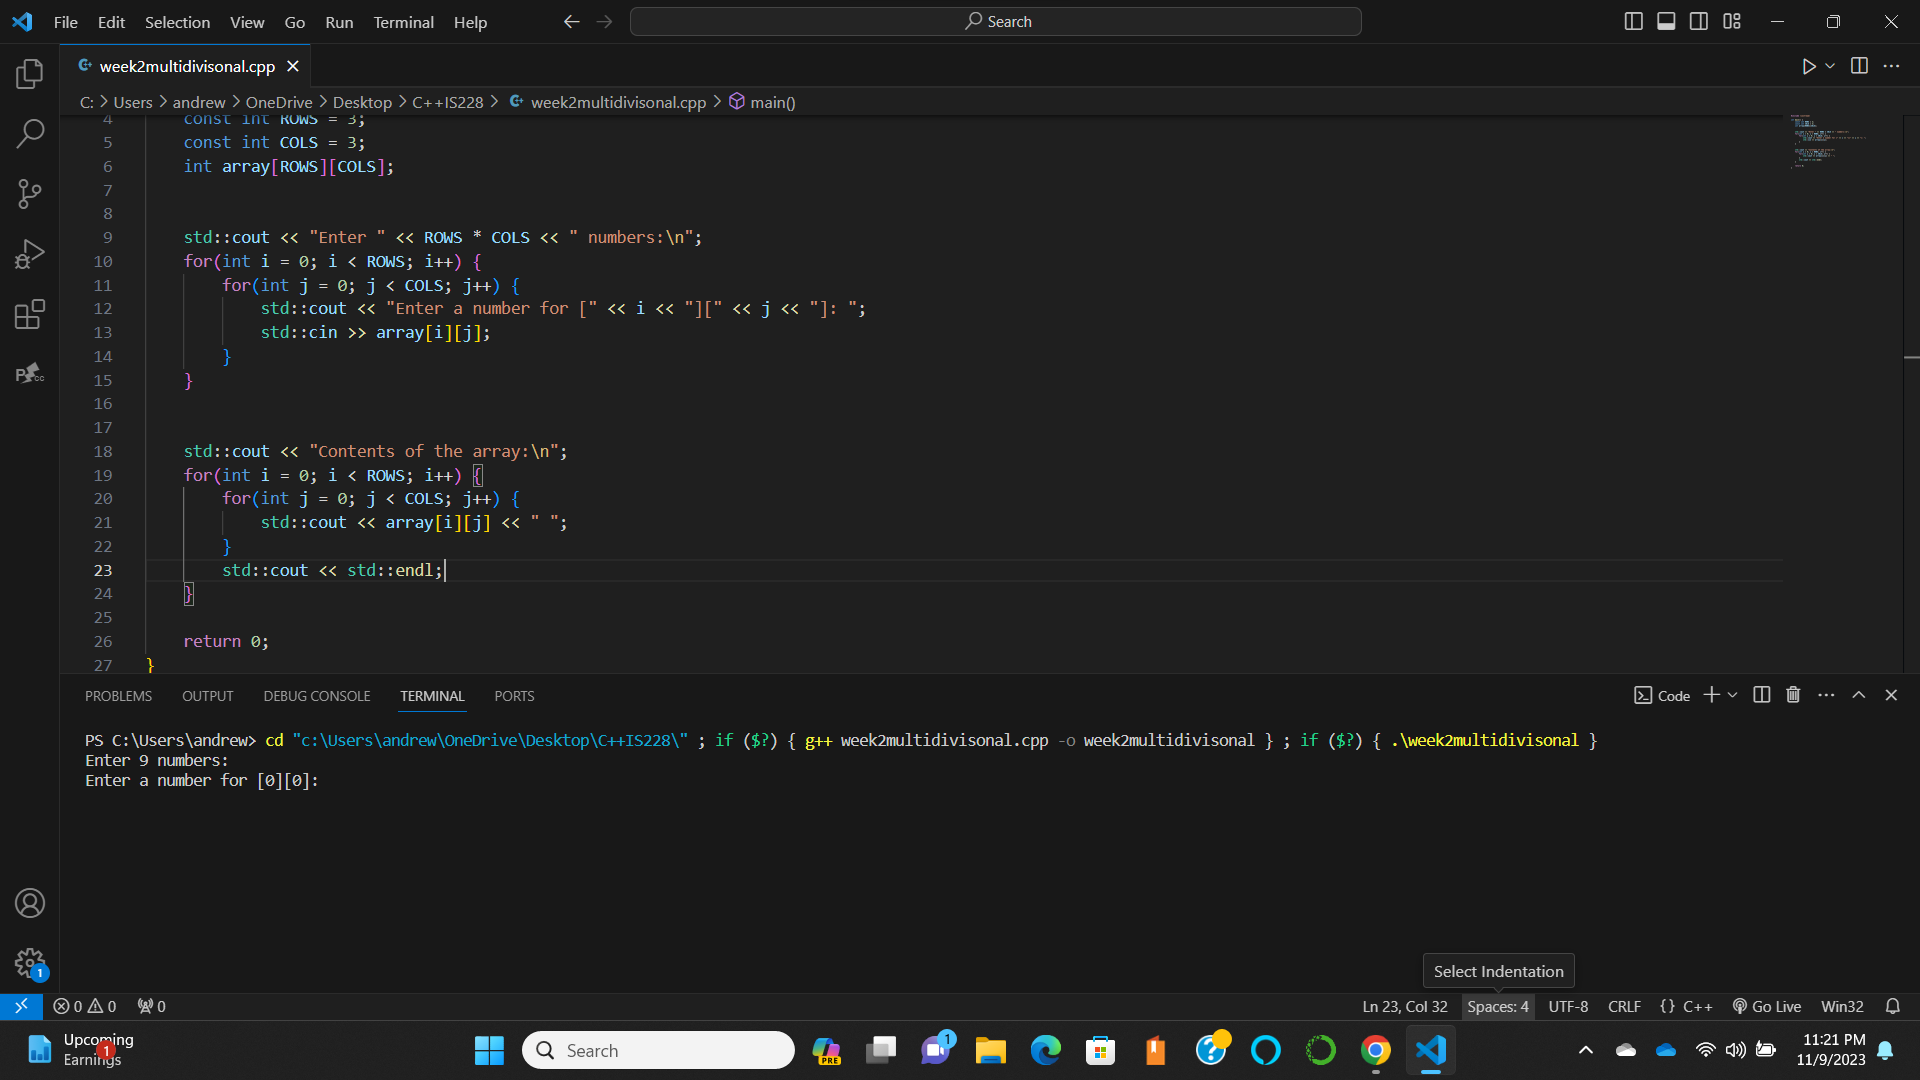 File Edit Selection View Go Run Terminal Help
Search
week2multidivisonal.cpp
C: > Users > andrew > OneDrive > Desktop > C++IS228 > week2multidivisonal.cpp > main()
4 const int ROWS = 3;
5 const int COLS = 3;
6 int array[ROWS][COLS];
7
8
9 std::cout << "Enter " << ROWS * COLS << " numbers:\n";
10 for(int i = 0; i < ROWS; i++) {
11 for(int j = 0; j < COLS; j++) {
12 std::cout << "Enter a number for [" << i << "][" << j << "]: ";
13 std::cin >> array[i][j];
14 }
15 }
16
17
18 std::cout << "Contents of the array:\n";
19 for(int i = 0; i < ROWS; i++) {
20 for(int j = 0; j < COLS; j++) {
21 std::cout << array[i][j] << " ";
22 }
23 std::cout << std::endl;
24 }
25
26 return 0;
27 }
PROBLEMS OUTPUT DEBUG CONSOLE TERMINAL PORTS
Code
PS C:\Users\andrew> cd "c:\Users\andrew\OneDrive\Desktop\C++IS228\" ; if ($?) { g++ week2multidivisonal.cpp -o week2multidivisonal } ; if ($?) { .\week2multidivisonal }
Enter 9 numbers:
Enter a number for [0][0]:
Select Indentation
1
0 0 0 Ln 23, Col 32 Spaces: 4 UTF-8 CRLF {} C++ Go Live Win32
Upcoming
Earnings
1
Search
PRE
1
11:21 PM
11/9/2023